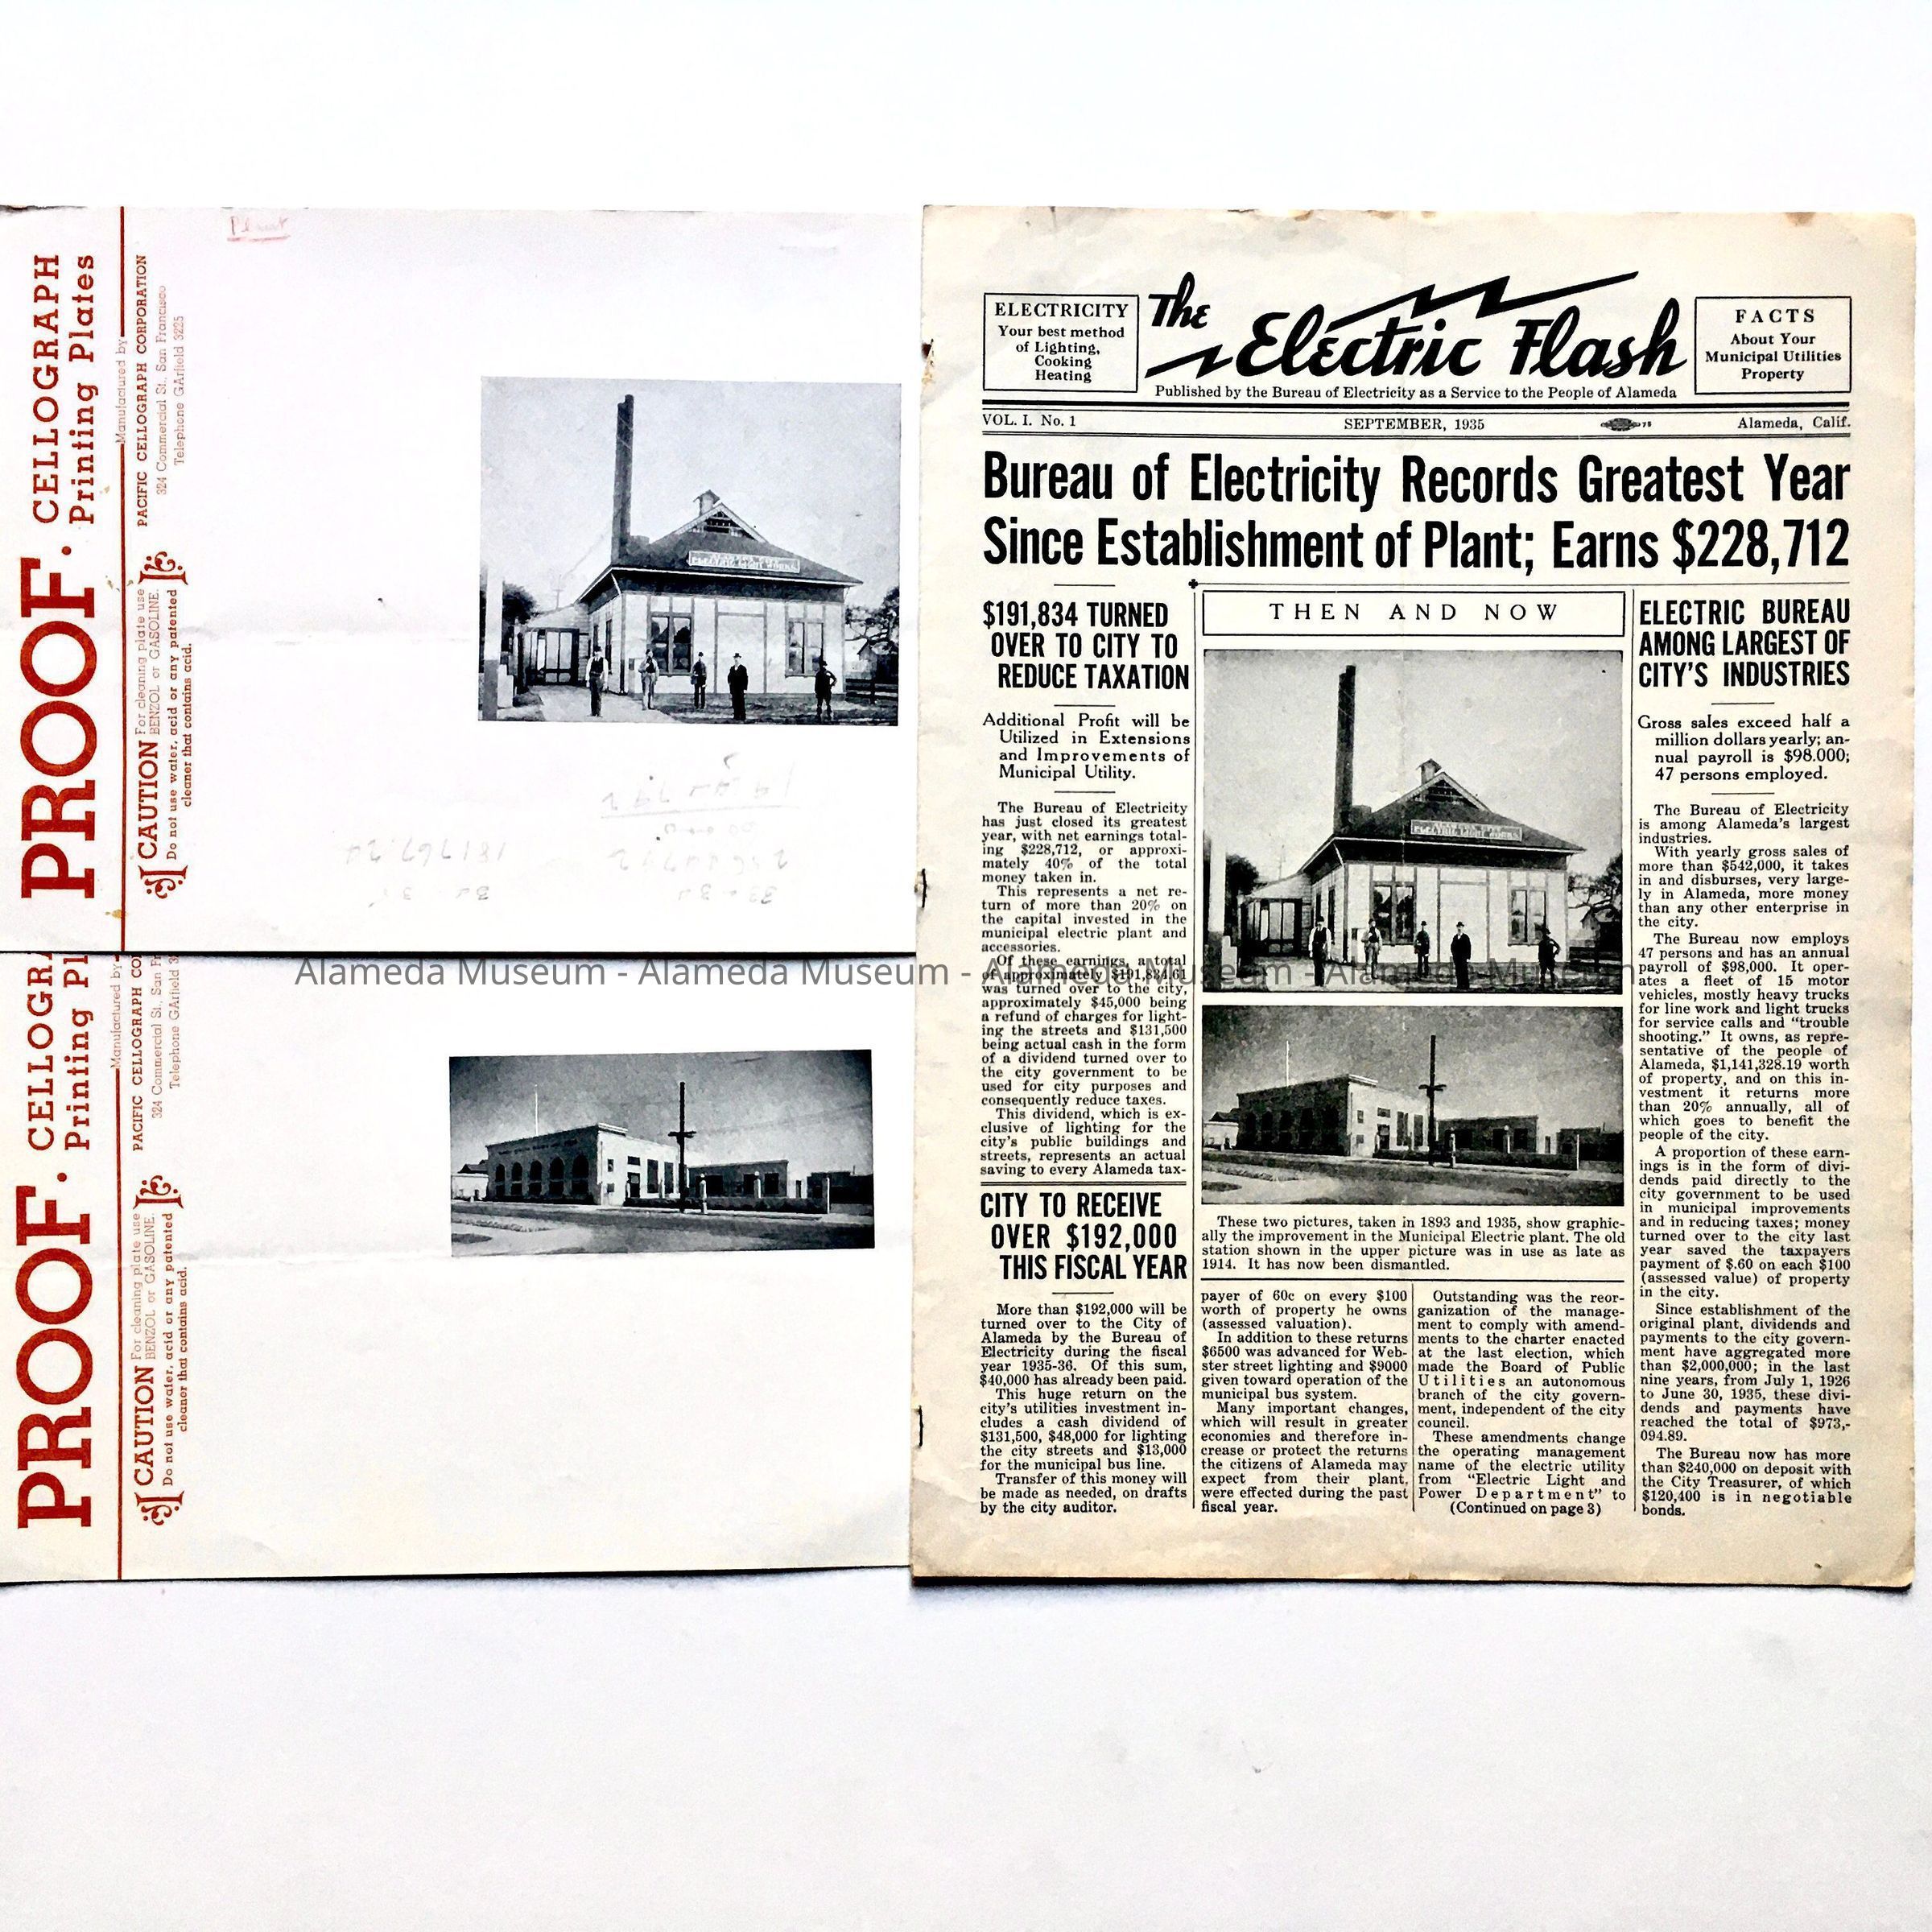 Plant
PROOF. CELLOGRAPH
Printing Plates
Manufactured by
PACIFIC CELLOGRAPH CORPORATION
324 Commercial St., San Francisco
Telephone GArfield 3225
CAUTION For cleaning plate use
BENZOL or GASOLINE.
Do not use water, acid or any patented
cleaner that contains acid.
ELECTRIC LIGHT WORKS
PROOF. CELLOGRA
Printing Pl
Manufactured by
PACIFIC CELLOGRAPH CO
324 Commercial St., San Fr
Telephone GArfield 3
CAUTION For cleaning plate use
BENZOL or GASOLINE.
Do not use water, acid or any patented
cleaner that contains acid.
Alameda Museum - Alameda Museum - Alameda Museum - Alameda Museum
ELECTRICITY
Your best method
of Lighting,
Cooking
Heating
The Electric Flash
FACTS
About Your
Municipal Utilities
Property
Published by the Bureau of Electricity as a Service to the People of Alameda
VOL. I. No. 1 SEPTEMBER, 1935 Alameda, Calif.
Bureau of Electricity Records Greatest Year
Since Establishment of Plant; Earns $228,712
$191,834 TURNED
OVER TO CITY TO
REDUCE TAXATION
Additional Profit will be
Utilized in Extensions
and Improvements of
Municipal Utility.
The Bureau of Electricity
has just closed its greatest
year, with net earnings total-
ing $228,712, or approxi-
mately 40% of the total
money taken in.
This represents a net re-
turn of more than 20% on
the capital invested in the
municipal electric plant and
accessories.
Of these earnings, a total
of approximately $191,834.61
was turned over to the city,
approximately $45,000 being
a refund of charges for light-
ing the streets and $131,500
being actual cash in the form
of a dividend turned over to
the city government to be
used for city purposes and
consequently reduce taxes.
This dividend, which is ex-
clusive of lighting for the
city's public buildings and
streets, represents an actual
saving to every Alameda tax-
CITY TO RECEIVE
OVER $192,000
THIS FISCAL YEAR
More than $192,000 will be
turned over to the City of
Alameda by the Bureau of
Electricity during the fiscal
year 1935-36. Of this sum,
$40,000 has already been paid.
This huge return on the
city's utilities investment in-
cludes a cash dividend of
$131,500, $48,000 for lighting
the city streets and $13,000
for the municipal bus line.
Transfer of this money will
be made as needed, on drafts
by the city auditor.
THEN AND NOW
ELECTRIC LIGHT WORKS
These two pictures, taken in 1893 and 1935, show graphic-
ally the improvement in the Municipal Electric plant. The old
station shown in the upper picture was in use as late as
1914. It has now been dismantled.
payer of 60c on every $100
worth of property he owns
(assessed valuation).
In addition to these returns
$6500 was advanced for Web-
ster street lighting and $9000
given toward operation of the
municipal bus system.
Many important changes,
which will result in greater
economies and therefore in-
crease or protect the returns
the citizens of Alameda may
expect from their plant,
were effected during the past
fiscal year.
Outstanding was the reor-
ganization of the manage-
ment to comply with amend-
ments to the charter enacted
at the last election, which
made the Board of Public
Utilities an autonomous
branch of the city govern-
ment, independent of the city
council.
These amendments change
the operating management
name of the electric utility
from "Electric Light and
Power Department" to
(Continued on page 3)
ELECTRIC BUREAU
AMONG LARGEST OF
CITY'S INDUSTRIES
Gross sales exceed half a
million dollars yearly; an-
nual payroll is $98.000;
47 persons employed.
The Bureau of Electricity
is among Alameda's largest
industries.
With yearly gross sales of
more than $542,000, it takes
in and disburses, very large-
ly in Alameda, more money
than any other enterprise in
the city.
The Bureau now employs
47 persons and has an annual
payroll of $98,000. It oper-
ates a fleet of 15 motor
vehicles, mostly heavy trucks
for line work and light trucks
for service calls and "trouble
shooting." It owns, as repre-
sentative of the people of
Alameda, $1,141,328.19 worth
of property, and on this in-
vestment it returns more
than 20% annually, all of
which goes to benefit the
people of the city.
A proportion of these earn-
ings is in the form of divi-
dends paid directly to the
city government to be used
in municipal improvements
and in reducing taxes; money
turned over to the city last
year saved the taxpayers
payment of $.60 on each $100
(assessed value) of property
in the city.
Since establishment of the
original plant, dividends and
payments to the city govern-
ment have aggregated more
than $2,000,000; in the last
nine years, from July 1, 1926
to June 30, 1935, these divi-
dends and payments have
reached the total of $973,-
094.89.
The Bureau now has more
than $240,000 on deposit with
the City Treasurer, of which
$120,400 is in negotiable
bonds.